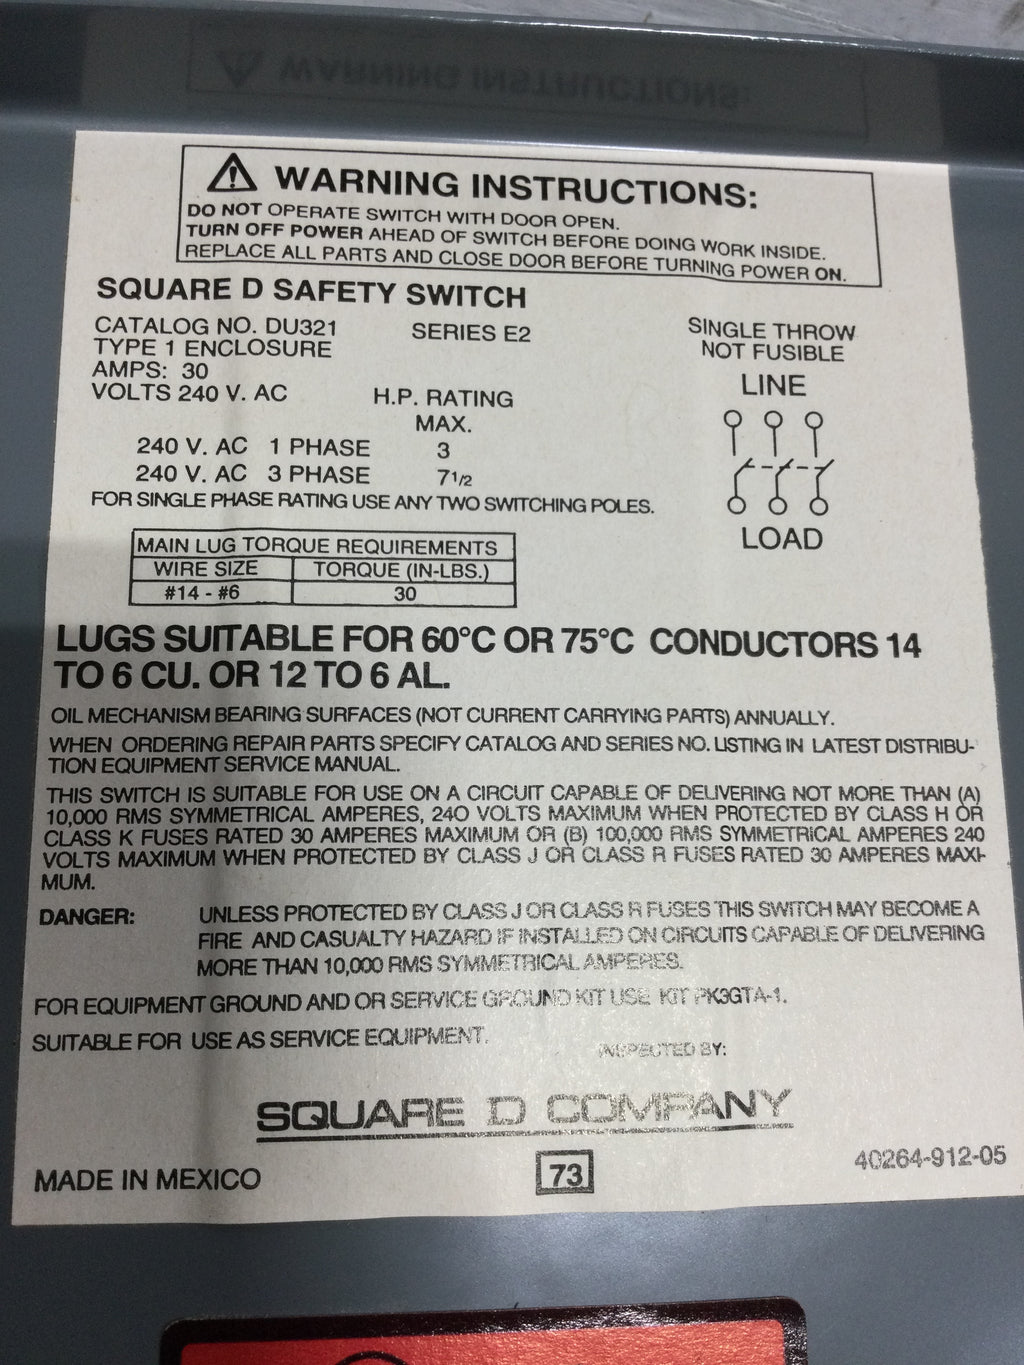 WARNING INSTRUCTIONS:
WARNING INSTRUCTIONS:
DO NOT OPERATE SWITCH WITH DOOR OPEN.
TURN OFF POWER AHEAD OF SWITCH BEFORE DOING WORK INSIDE.
REPLACE ALL PARTS AND CLOSE DOOR BEFORE TURNING POWER ON.
SQUARE D SAFETY SWITCH
CATALOG NO. DU321 SERIES E2
TYPE 1 ENCLOSURE
AMPS: 30
VOLTS 240 V. AC H.P. RATING
MAX.
240 V. AC 1 PHASE 3
240 V. AC 3 PHASE 7 1/2
FOR SINGLE PHASE RATING USE ANY TWO SWITCHING POLES.
SINGLE THROW
NOT FUSIBLE
LINE
LOAD
MAIN LUG TORQUE REQUIREMENTS
WIRE SIZE TORQUE (IN-LBS.)
#14 - #6 30
LUGS SUITABLE FOR 60°C OR 75°C CONDUCTORS 14
TO 6 CU. OR 12 TO 6 AL.
OIL MECHANISM BEARING SURFACES (NOT CURRENT CARRYING PARTS) ANNUALLY.
WHEN ORDERING REPAIR PARTS SPECIFY CATALOG AND SERIES NO. LISTING IN LATEST DISTRIBU-
TION EQUIPMENT SERVICE MANUAL.
THIS SWITCH IS SUITABLE FOR USE ON A CIRCUIT CAPABLE OF DELIVERING NOT MORE THAN (A)
10,000 RMS SYMMETRICAL AMPERES, 240 VOLTS MAXIMUM WHEN PROTECTED BY CLASS H OR
CLASS K FUSES RATED 30 AMPERES MAXIMUM OR (B) 100,000 RMS SYMMETRICAL AMPERES 240
VOLTS MAXIMUM WHEN PROTECTED BY CLASS J OR CLASS R FUSES RATED 30 AMPERES MAXI-
MUM.
DANGER: UNLESS PROTECTED BY CLASS J OR CLASS R FUSES THIS SWITCH MAY BECOME A
FIRE AND CASUALTY HAZARD IF INSTALLED ON CIRCUITS CAPABLE OF DELIVERING
MORE THAN 10,000 RMS SYMMETRICAL AMPERES.
FOR EQUIPMENT GROUND AND OR SERVICE GROUND KIT USE KIT PK3GTA-1.
SUITABLE FOR USE AS SERVICE EQUIPMENT.
INSPECTED BY:
SQUARE D COMPANY
MADE IN MEXICO 73 40264-912-05